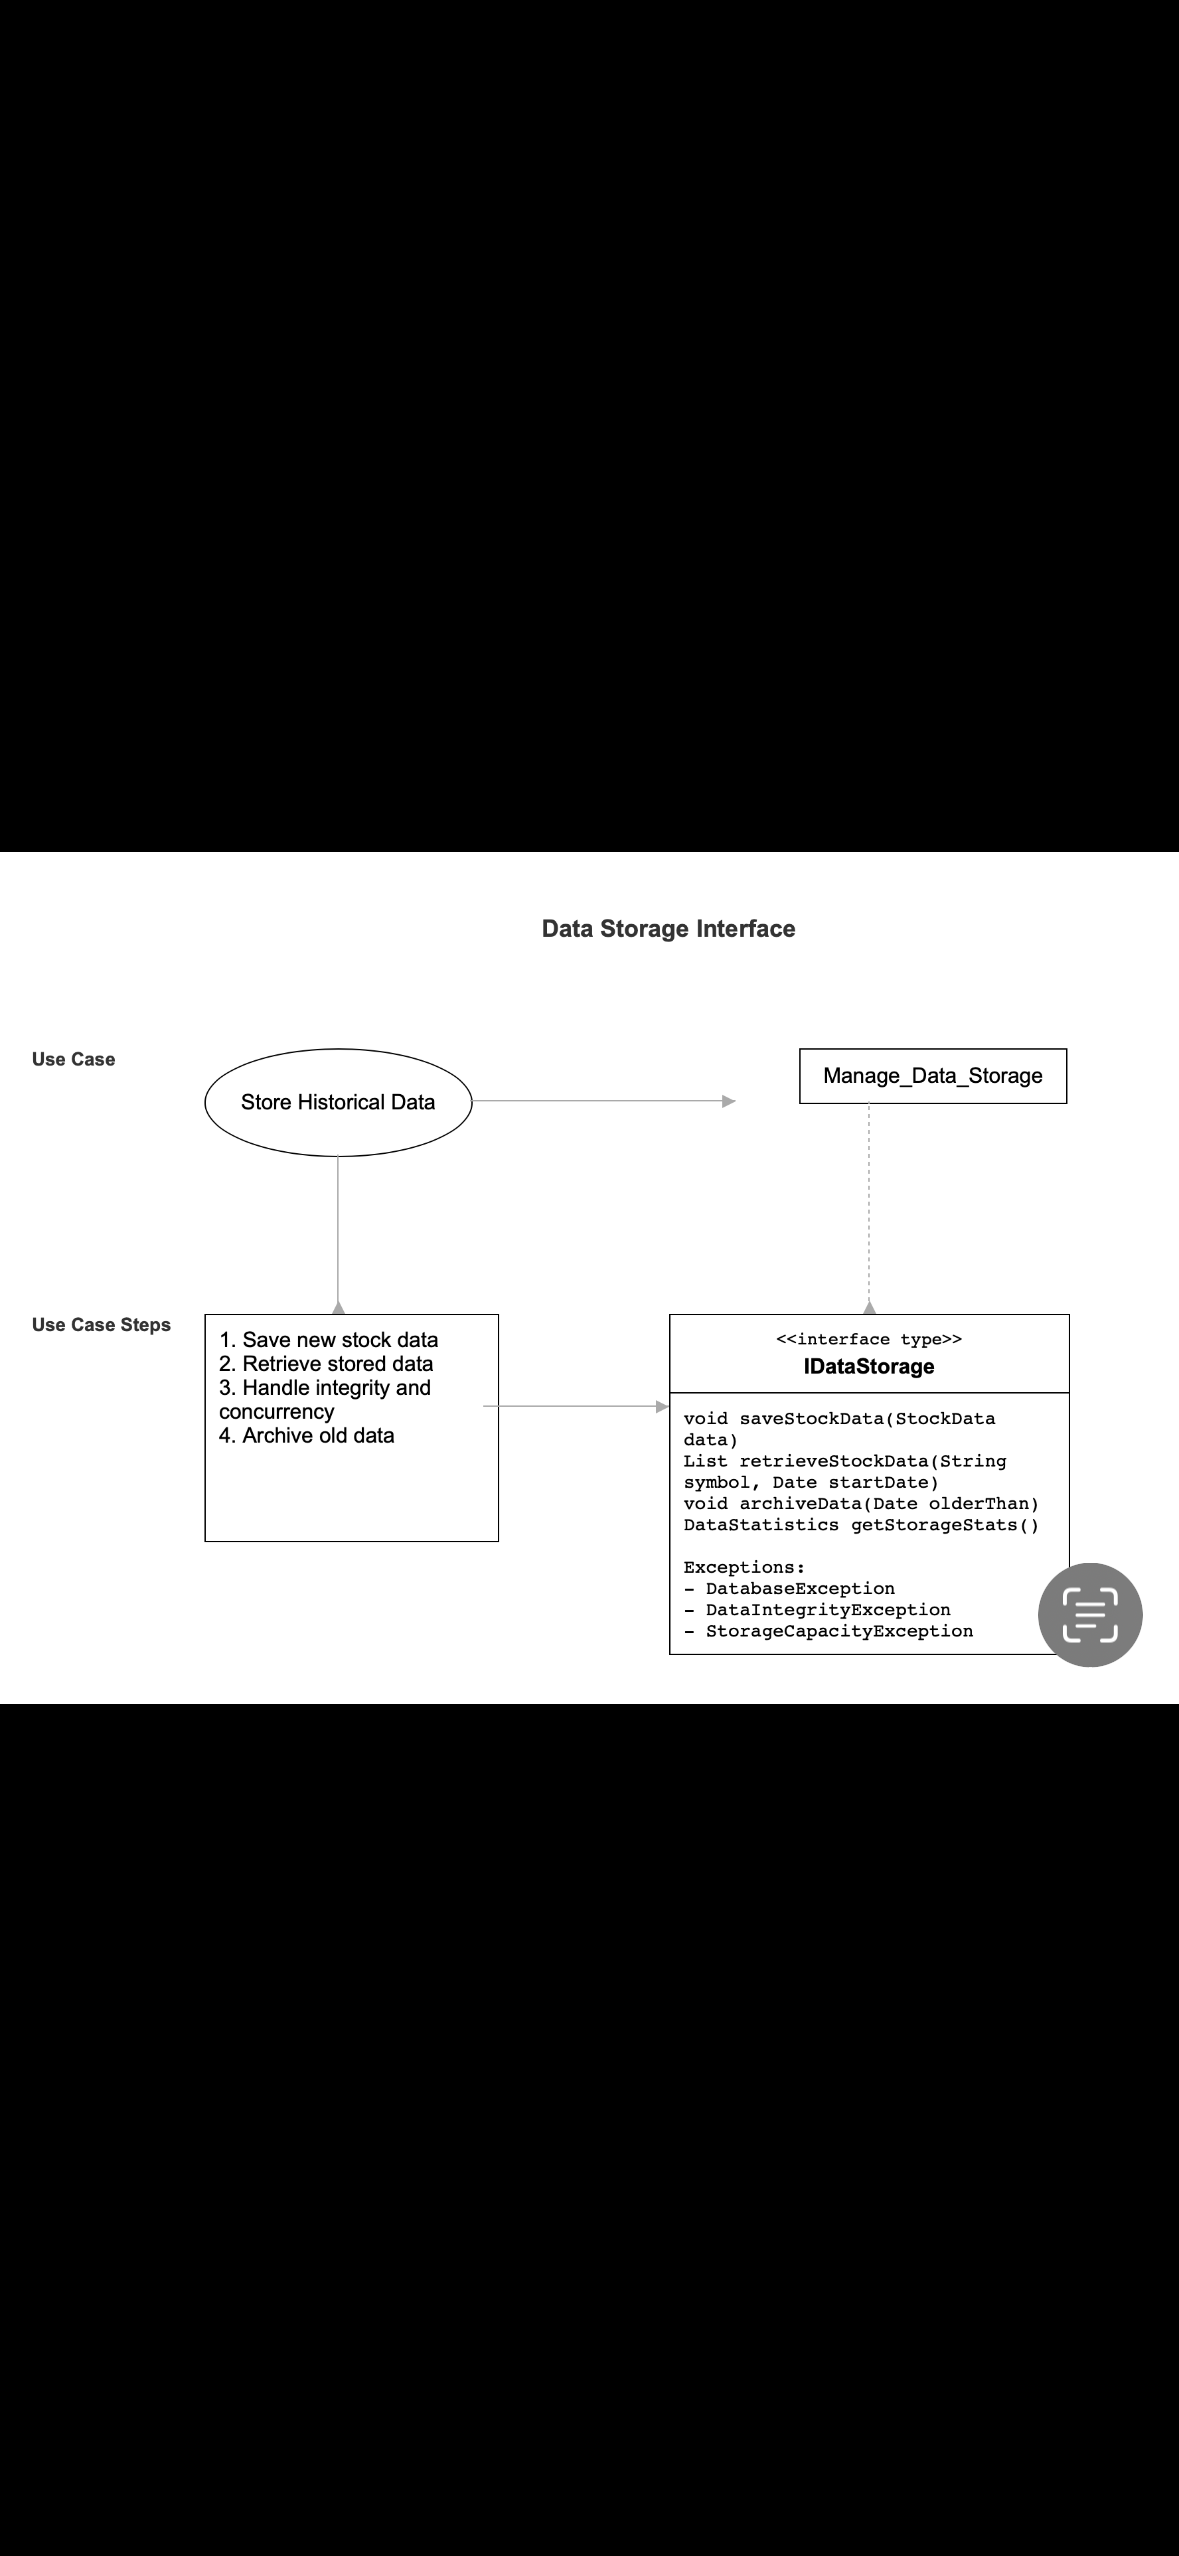 Data Storage Interface
Use Case
Store Historical Data
Manage_Data_Storage
Use Case Steps
1. Save new stock data
2. Retrieve stored data
3. Handle integrity and
concurrency
4. Archive old data
<<interface type>>
IDataStorage
void saveStockData(StockData
data)
List retrieveStockData(String
symbol, Date startDate)
void archiveData(Date olderThan)
DataStatistics getStorageStats()
Exceptions:
- DatabaseException
- DataIntegrityException
- StorageCapacityException